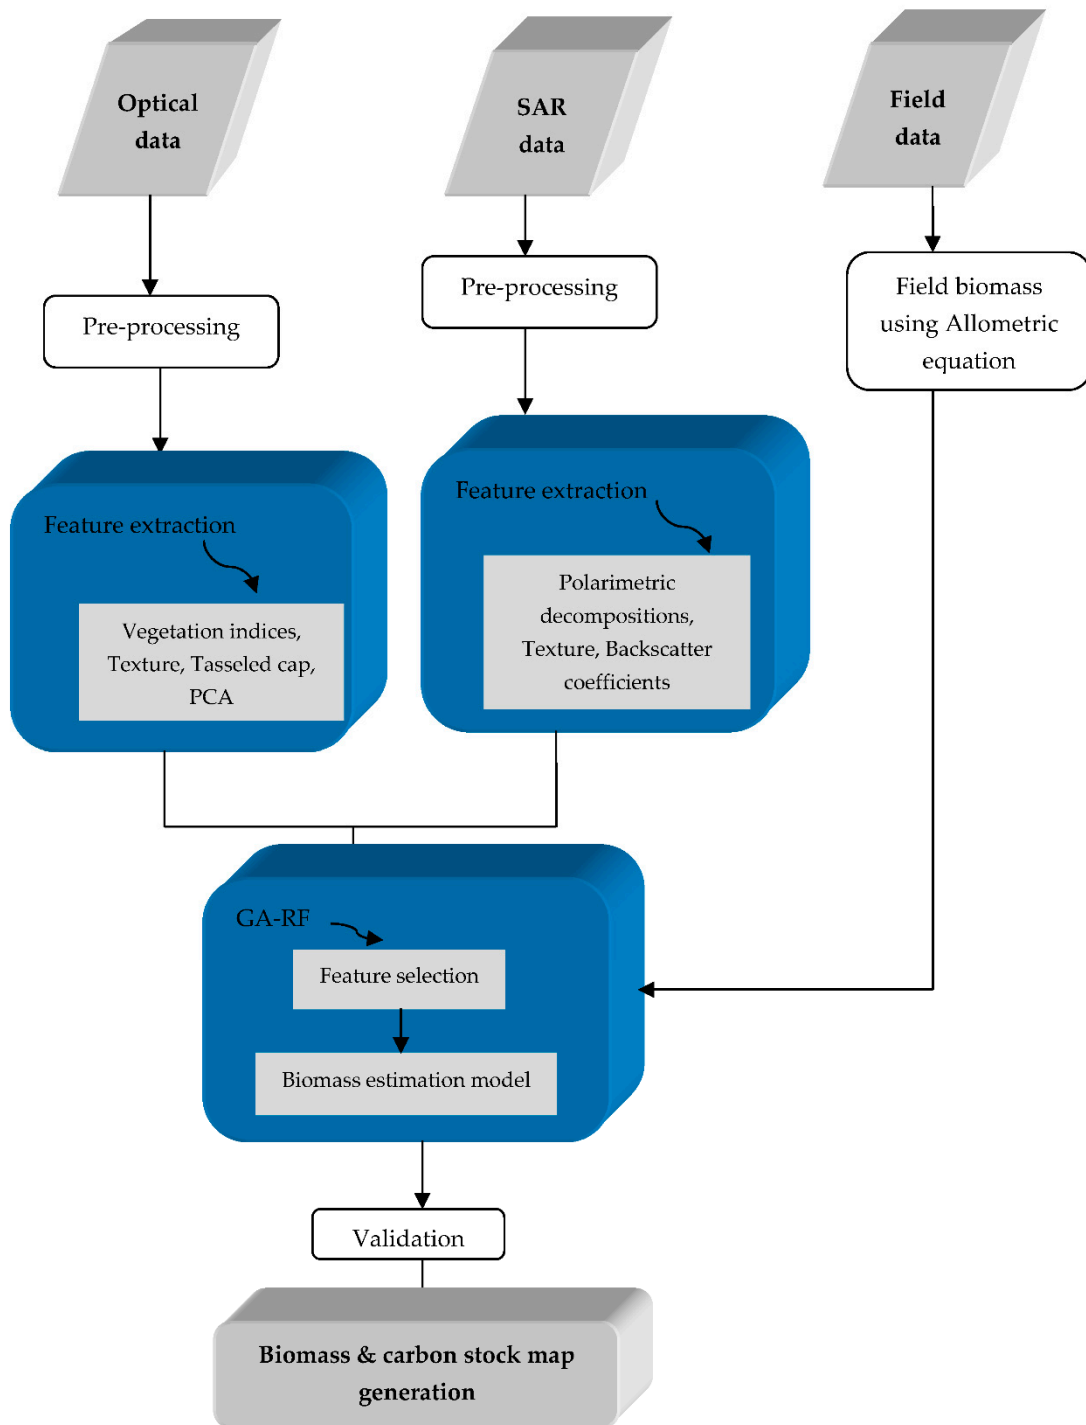 Optical
data
SAR
data
Field
data
Pre-processing
Pre-processing
Field biomass
using Allometric
equation
Feature extraction
Vegetation indices,
Texture, Tasseled cap,
PCA
Feature extraction
Polarimetric
decompositions,
Texture, Backscatter
coefficients
GA-RF
Feature selection
Biomass estimation model
Validation
Biomass & carbon stock map
generation